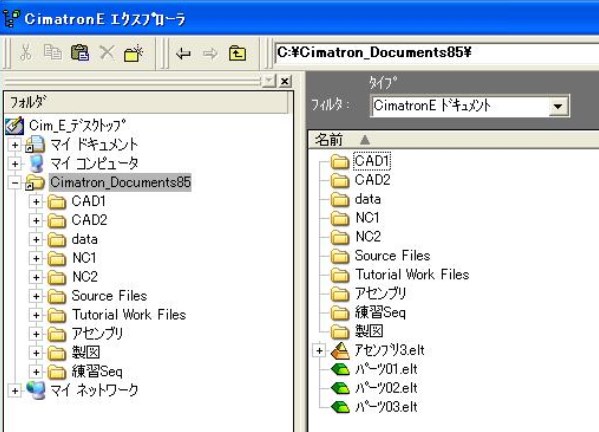 CimatronE ｴｸｽﾌﾟﾛｰﾗ
C:¥Cimatron_Documents85¥
ﾌｫﾙﾀﾞ
Cim_E_ﾃﾞｽｸﾄｯﾌﾟ
マイ ドキュメント
マイ コンピュータ
Cimatron_Documents85
CAD1
CAD2
data
NC1
NC2
Source Files
Tutorial Work Files
アセンブリ
製図
練習Seq
マイ ネットワーク
ﾀｲﾌﾟ
ﾌｨﾙﾀ :
CimatronE ﾄﾞｷｭﾒﾝﾄ
名前
CAD1
CAD2
data
NC1
NC2
Source Files
Tutorial Work Files
アセンブリ
練習Seq
製図
ｱｾﾝﾌﾞﾘ3.elt
ﾊﾟｰﾂ01.elt
ﾊﾟｰﾂ02.elt
ﾊﾟｰﾂ03.elt